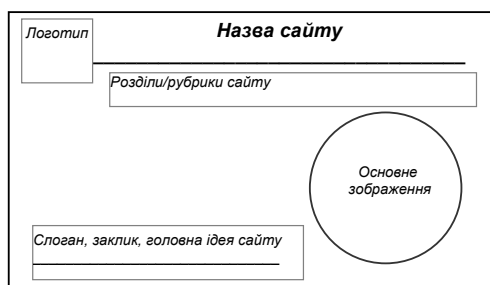 Логотип
Назва сайту
Розділи/рубрики сайту
Основне
зображення
Слоган, заклик, головна ідея сайту